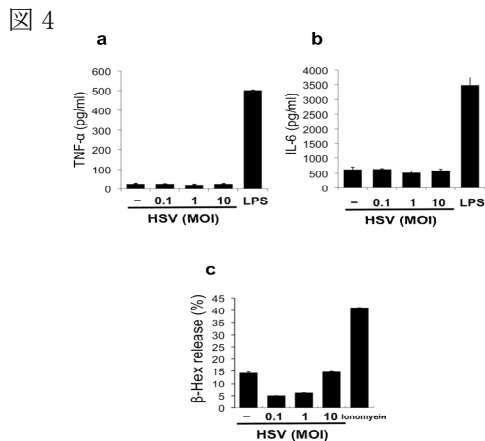 図 4
a
TNF-α (pg/ml)
600
500
400
300
200
100
0
– 0.1 1 10 LPS
HSV (MOI)
b
IL-6 (pg/ml)
4000
3500
3000
2500
2000
1500
1000
500
0
– 0.1 1 10 LPS
HSV (MOI)
c
β-Hex release (%)
45
40
35
30
25
20
15
10
5
0
– 0.1 1 10 Ionomycin
HSV (MOI)